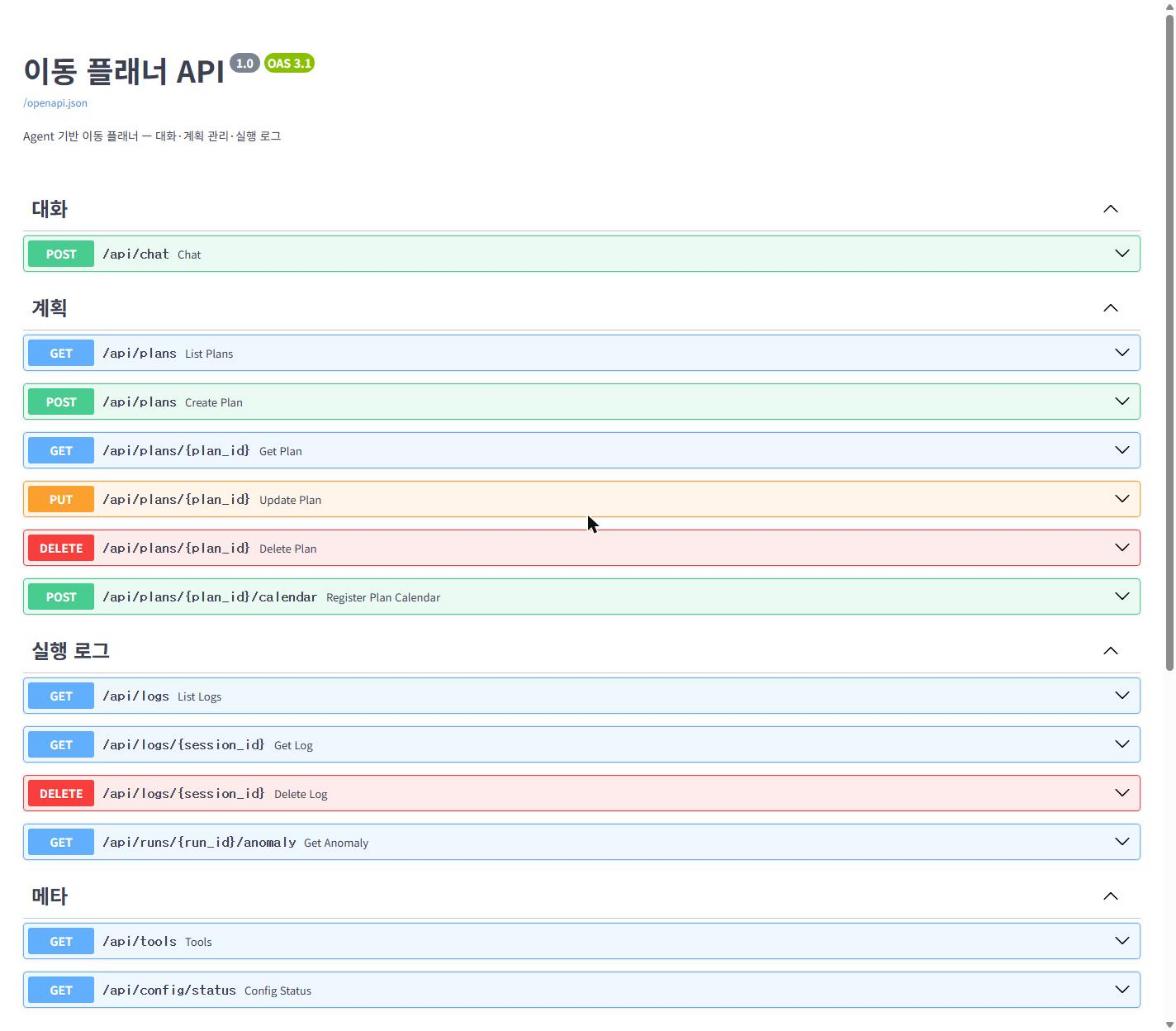 이동 플래너 API 1.0 OAS 3.1
/openapi.json
Agent 기반 이동 플래너 — 대화·계획 관리·실행 로그
대화
POST /api/chat Chat
계획
GET /api/plans List Plans
POST /api/plans Create Plan
GET /api/plans/{plan_id} Get Plan
PUT /api/plans/{plan_id} Update Plan
DELETE /api/plans/{plan_id} Delete Plan
POST /api/plans/{plan_id}/calendar Register Plan Calendar
실행 로그
GET /api/logs List Logs
GET /api/logs/{session_id} Get Log
DELETE /api/logs/{session_id} Delete Log
GET /api/runs/{run_id}/anomaly Get Anomaly
메타
GET /api/tools Tools
GET /api/config/status Config Status